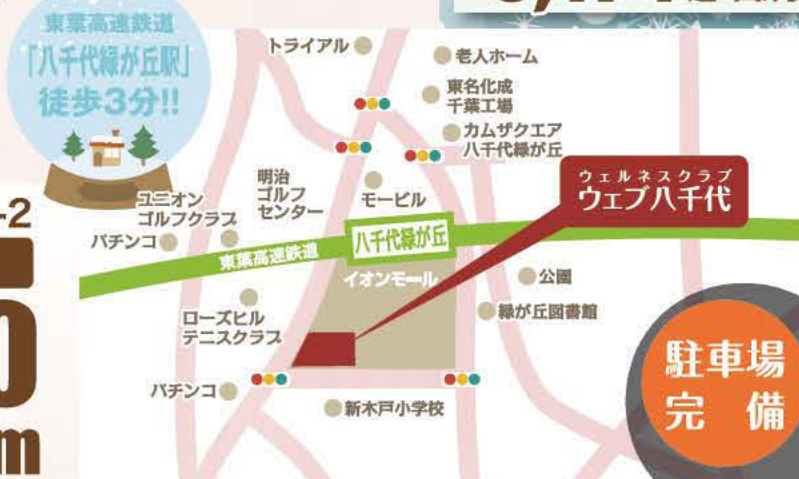 東葉高速鉄道
「八千代緑が丘駅」
徒歩3分!!
トライアル
老人ホーム
東名化成
千葉工場
カムザクエア
八千代緑が丘
明治
ゴルフ
センター
モービル
ウェルネスクラブ
ウェブ八千代
-2
ユニオン
ゴルフクラブ
パチンコ
東葉高速鉄道
八千代緑が丘
イオンモール
公園
緑が丘図書館
ローズヒル
テニスクラブ
パチンコ
新木戸小学校
駐車場
完備
m